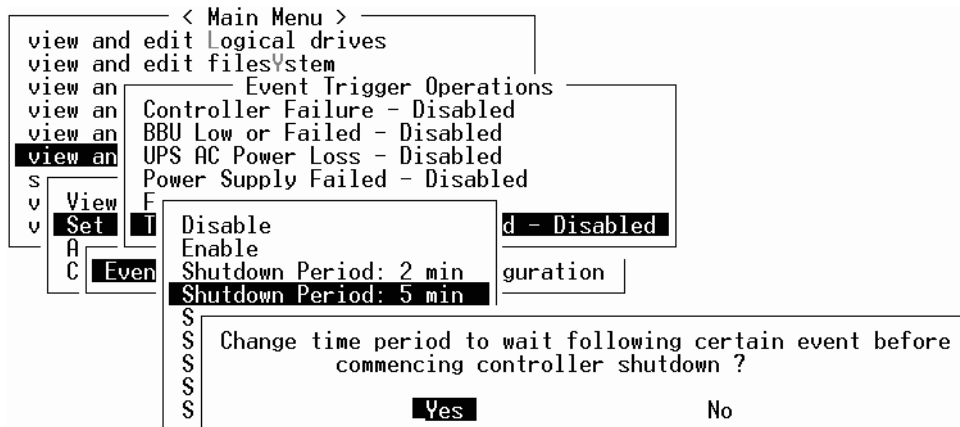 < Main Menu >
view and edit Logical drives
view and edit filesYstem
view an
Event Trigger Operations
view an
Controller Failure - Disabled
view an
BBU Low or Failed - Disabled
view an
UPS AC Power Loss - Disabled
s
Power Supply Failed - Disabled
v
View
F
v
Set
T
d - Disabled
A
C
Even
guration
Disable
Enable
Shutdown Period: 2 min
Shutdown Period: 5 min
S
S
S
S
S
Change time period to wait following certain event before
commencing controller shutdown ?
Yes
No